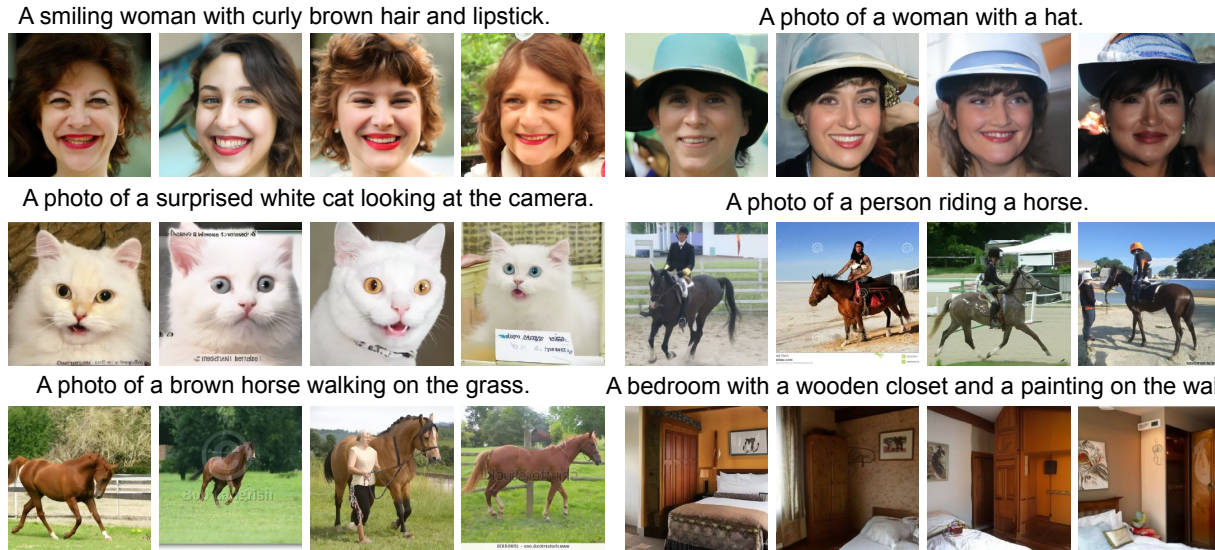 A smiling woman with curly brown hair and lipstick.
A photo of a woman with a hat.
A photo of a surprised white cat looking at the camera.
A photo of a person riding a horse.
A photo of a brown horse walking on the grass.
A bedroom with a wooden closet and a painting on the wal